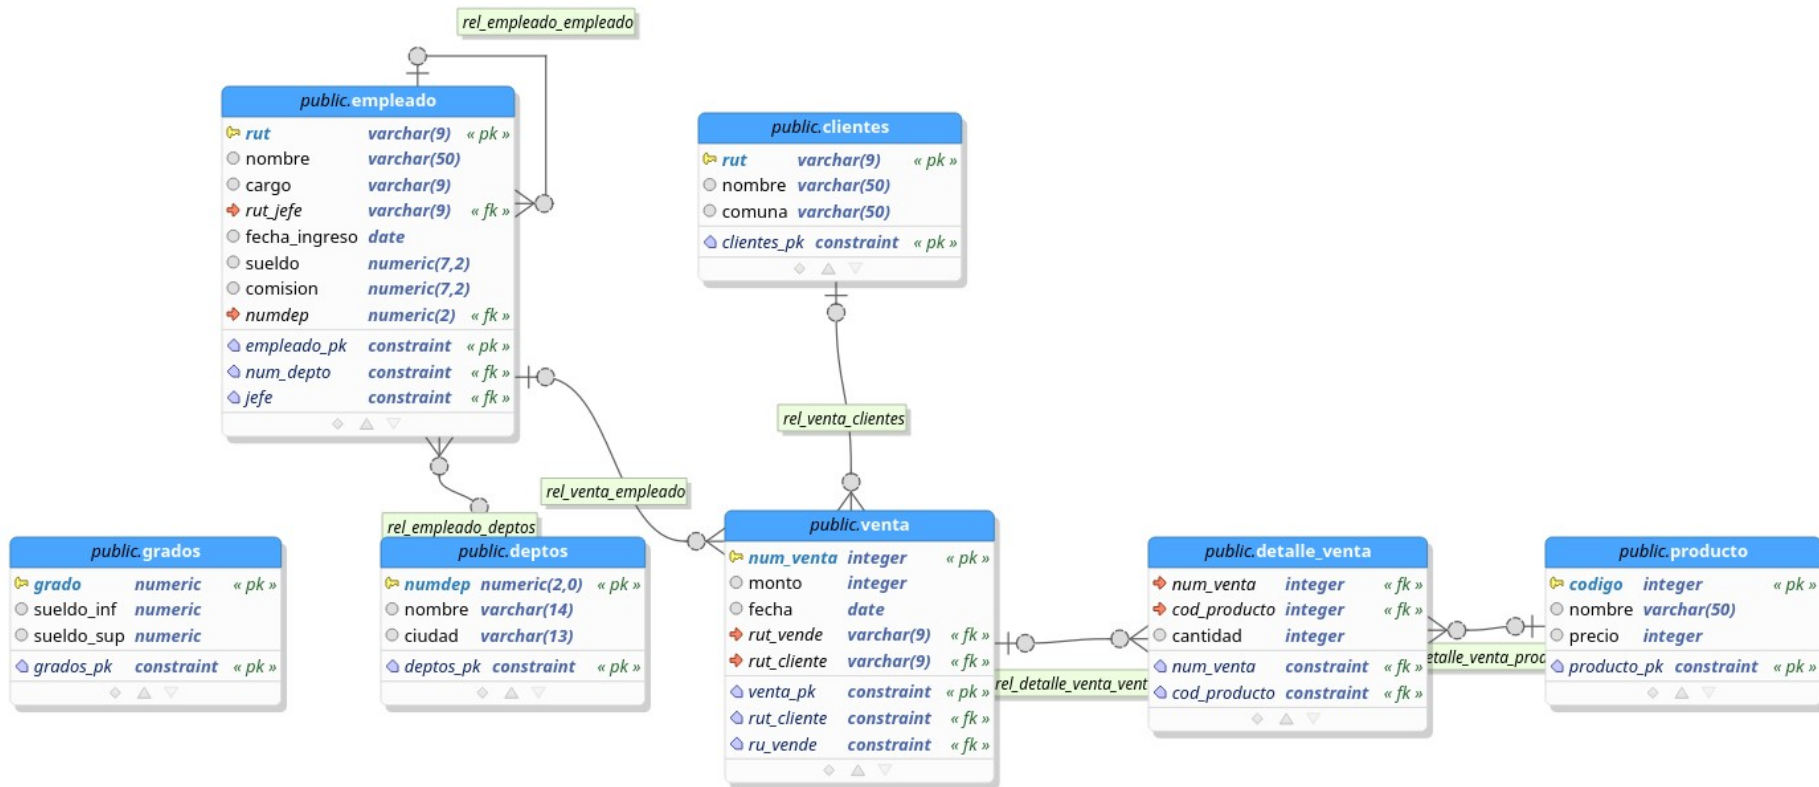 rel_empleado_empleado
public.empleado
rut varchar(9) « pk »
nombre varchar(50)
cargo varchar(9)
rut_jefe varchar(9) « fk »
fecha_ingreso date
sueldo numeric(7,2)
comision numeric(7,2)
numdep numeric(2) « fk »
empleado_pk constraint « pk »
num_depto constraint « fk »
jefe constraint « fk »
public.clientes
rut varchar(9) « pk »
nombre varchar(50)
comuna varchar(50)
clientes_pk constraint « pk »
rel_venta_clientes
rel_venta_empleado
rel_empleado_deptos
public.grados
grado numeric « pk »
sueldo_inf numeric
sueldo_sup numeric
grados_pk constraint « pk »
public.deptos
numdep numeric(2,0) « pk »
nombre varchar(14)
ciudad varchar(13)
deptos_pk constraint « pk »
public.venta
num_venta integer « pk »
monto integer
fecha date
rut_vende varchar(9) « fk »
rut_cliente varchar(9) « fk »
venta_pk constraint « pk »
rut_cliente constraint « fk »
ru_vende constraint « fk »
rel_detalle_venta_vent
public.detalle_venta
num_venta integer « fk »
cod_producto integer « fk »
cantidad integer
num_venta constraint « fk »
cod_producto constraint « fk »
etalle_venta_prod
public.producto
codigo integer « pk »
nombre varchar(50)
precio integer
producto_pk constraint « pk »